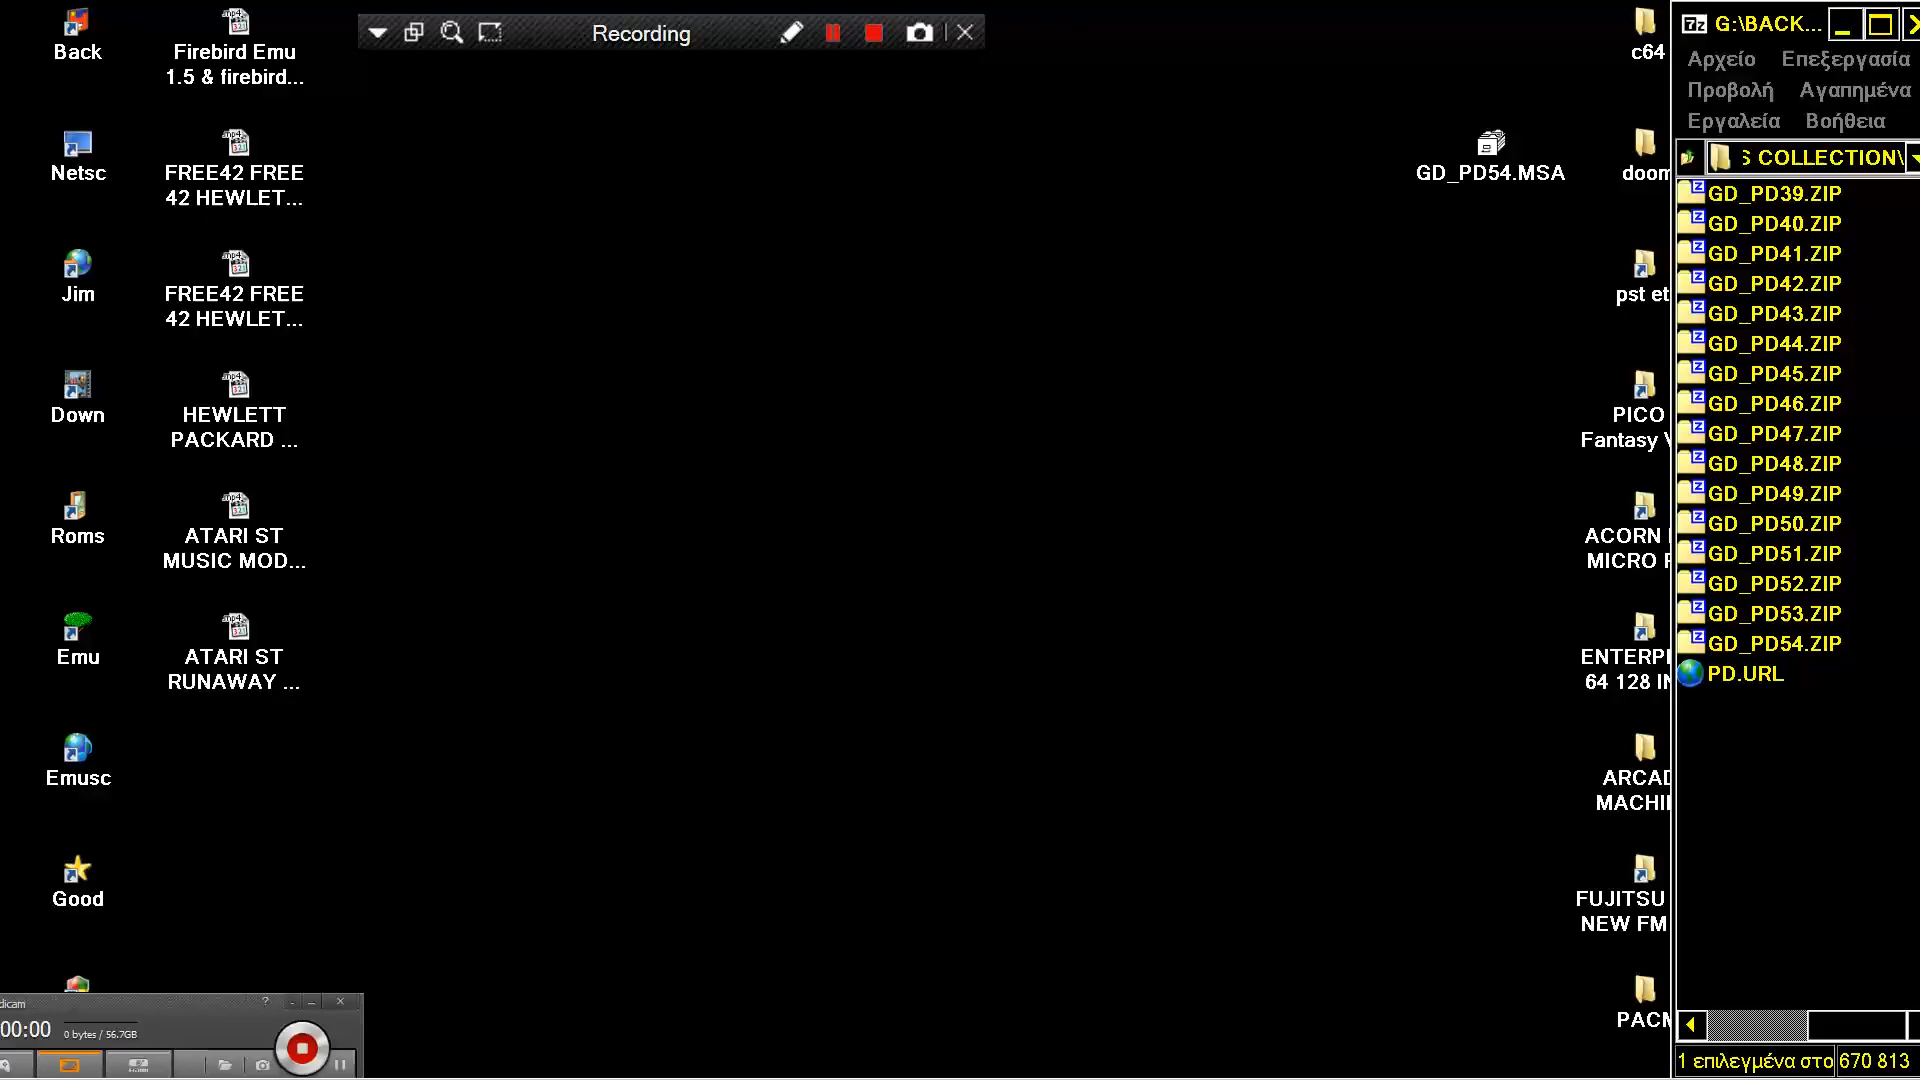 Back
Firebird Emu
1.5 & firebird...
Netsc
FREE42 FREE
42 HEWLET...
Jim
FREE42 FREE
42 HEWLET...
Down
HEWLETT
PACKARD ...
Roms
ATARI ST
MUSIC MOD...
Emu
ATARI ST
RUNAWAY ...
Emusc
Good
dicam
00:00
0 bytes / 56.7GB
Recording
GD_PD54.MSA
c64
doom
pst et
PICO
Fantasy
ACORN
MICRO
ENTERPI
64 128 IN
ARCAD
MACHI
FUJITSU
NEW FM
PACM
7z G:\BACK...
Αρχείο Επεξεργασία
Προβολή Αγαπημένα
Εργαλεία Βοήθεια
S COLLECTION\
GD_PD39.ZIP
GD_PD40.ZIP
GD_PD41.ZIP
GD_PD42.ZIP
GD_PD43.ZIP
GD_PD44.ZIP
GD_PD45.ZIP
GD_PD46.ZIP
GD_PD47.ZIP
GD_PD48.ZIP
GD_PD49.ZIP
GD_PD50.ZIP
GD_PD51.ZIP
GD_PD52.ZIP
GD_PD53.ZIP
GD_PD54.ZIP
PD.URL
1 επιλεγμένα στο 670 813